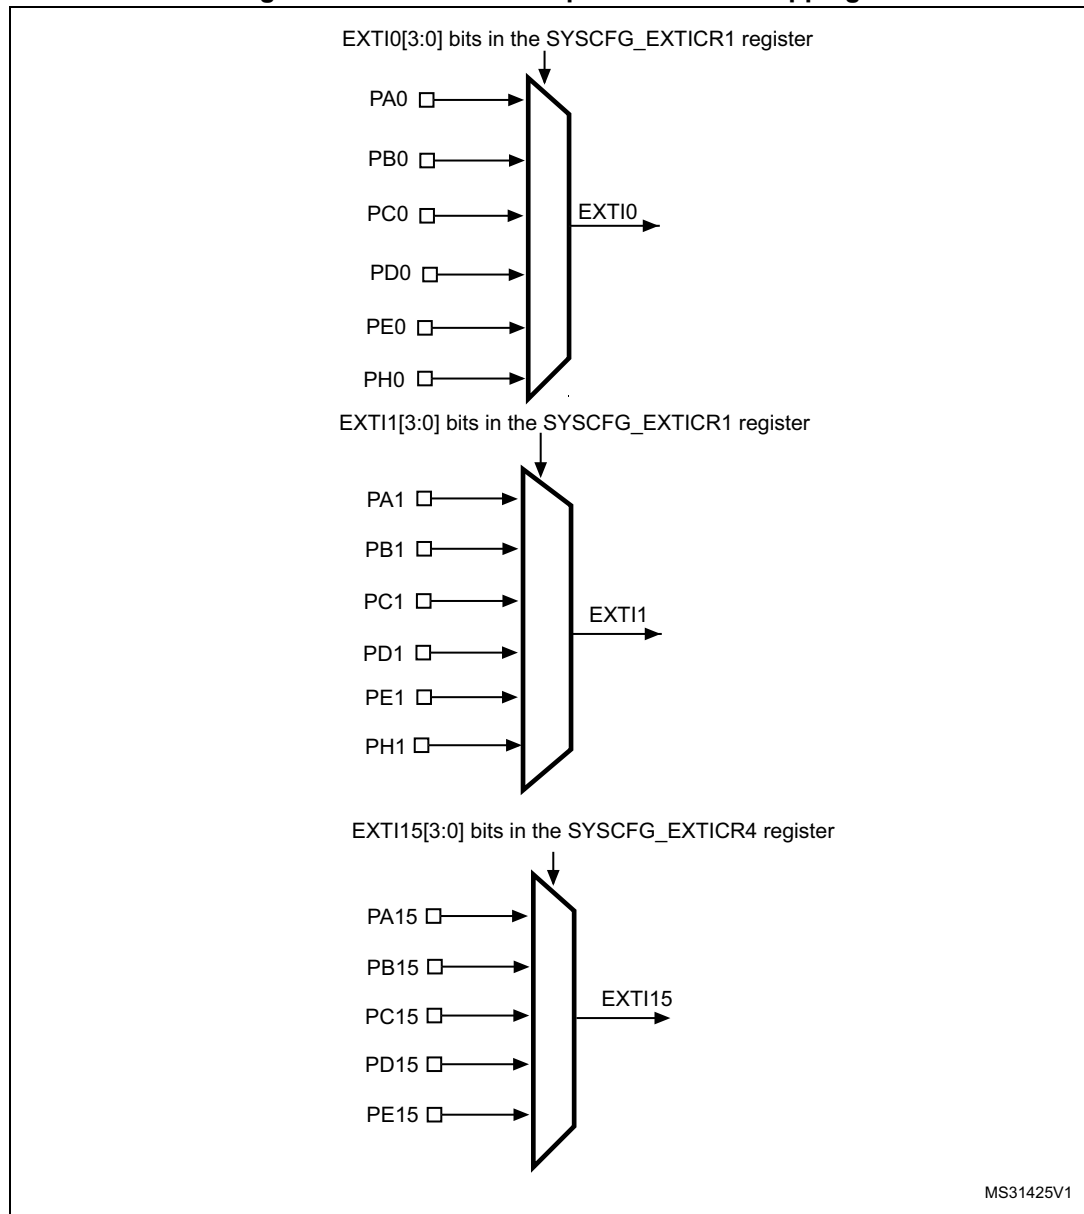 EXTI0[3:0] bits in the SYSCFG_EXTICR1 register
PA0
PB0
PC0
EXTI0
PD0
PE0
PH0
EXTI1[3:0] bits in the SYSCFG_EXTICR1 register
PA1
PB1
PC1
EXTI1
PD1
PE1
PH1
EXTI15[3:0] bits in the SYSCFG_EXTICR4 register
PA15
PB15
EXTI15
PC15
PD15
PE15
MS31425V1